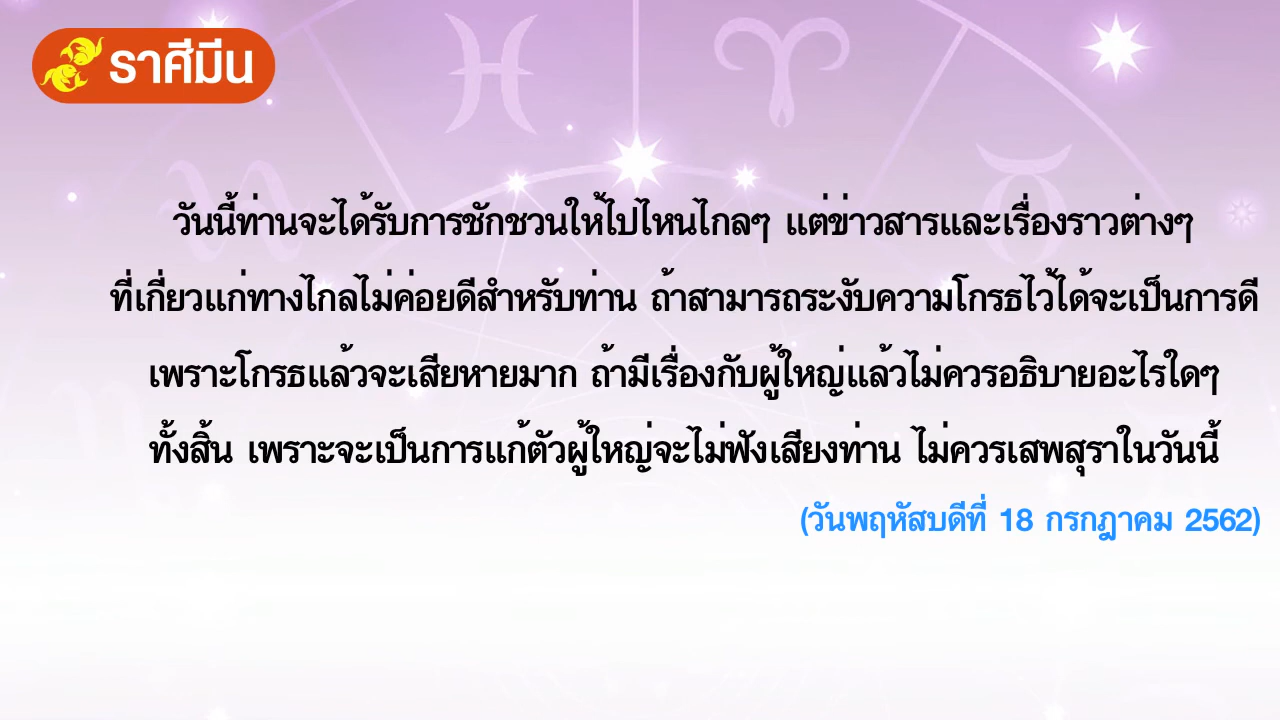 ราศีมีน
วันนี้ท่านจะได้รับการชักชวนให้ไปไหนไกลๆ แต่ข่าวสารและเรื่องราวต่างๆ
ที่เกี่ยวแก่ทางไกลไม่ค่อยดีสำหรับท่าน ถ้าสามารถระงับความโกรธไว้ได้จะเป็นการดี
เพราะโกรธแล้วจะเสียหายมาก ถ้ามีเรื่องกับผู้ใหญ่แล้วไม่ควรอธิบายอะไรใดๆ
ทั้งสิ้น เพราะจะเป็นการแก้ตัวผู้ใหญ่จะไม่ฟังเสียงท่าน ไม่ควรเสพสุราในวันนี้
(วันพฤหัสบดีที่ 18 กรกฎาคม 2562)